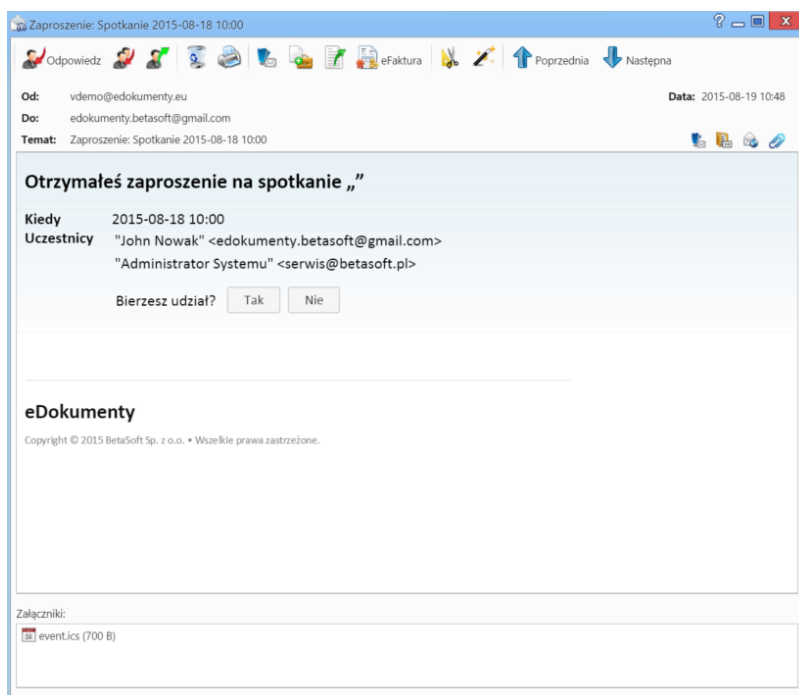 Zaproszenie: Spotkanie 2015-08-18 10:00
Odpowiedz eFaktura Poprzednia Następna
Od: vdemo@edokumenty.eu Data: 2015-08-19 10:48
Do: edokumenty.betasoft@gmail.com
Temat: Zaproszenie: Spotkanie 2015-08-18 10:00
Otrzymałeś zaproszenie na spotkanie „”
Kiedy 2015-08-18 10:00
Uczestnicy "John Nowak" <edokumenty.betasoft@gmail.com>
"Administrator Systemu" <serwis@betasoft.pl>
Bierzesz udział? Tak Nie
eDokumenty
Copyright © 2015 BetaSoft Sp. z o.o. • Wszelkie prawa zastrzeżone.
Załączniki:
event.ics (700 B)